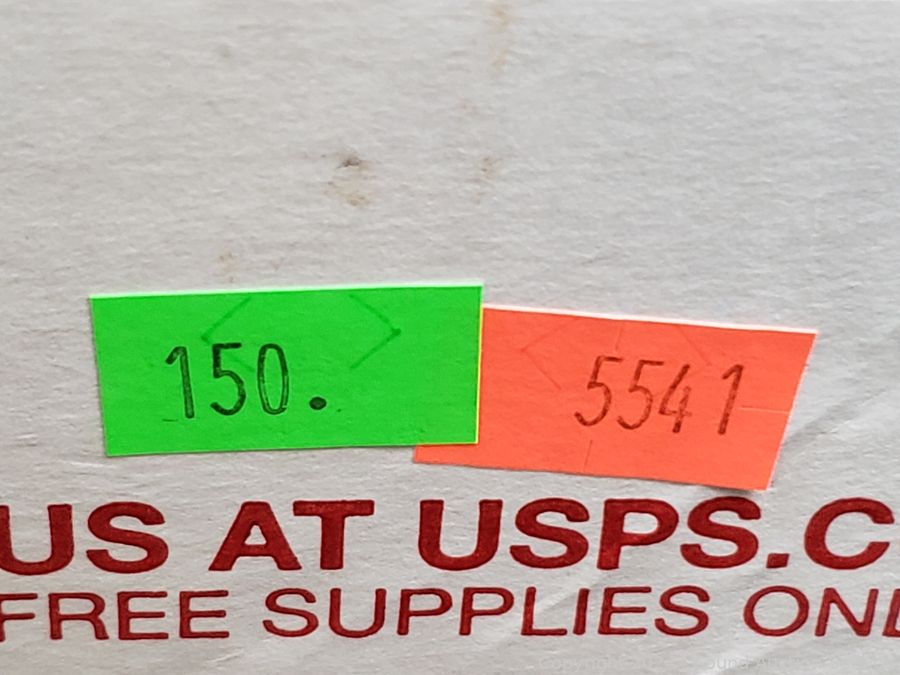 150.
5541
US AT USPS.C
FREE SUPPLIES ONL